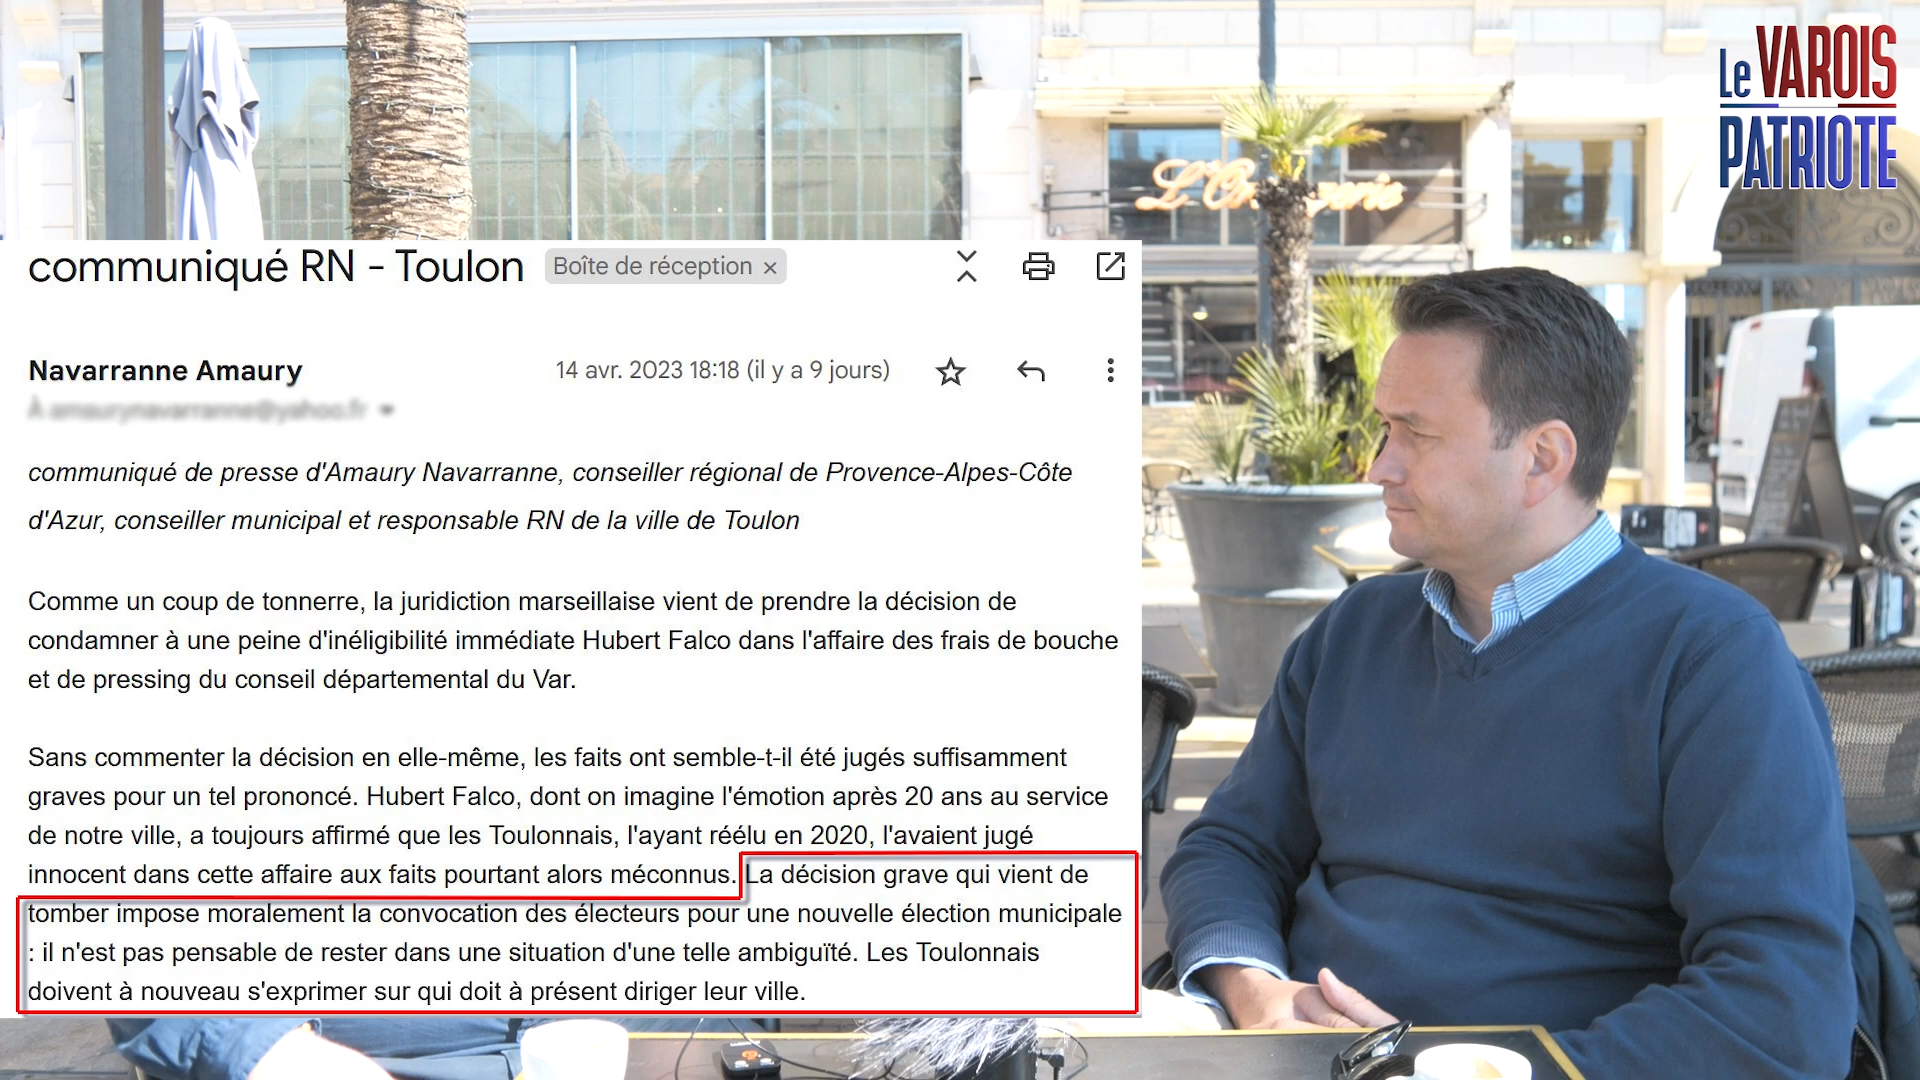 Le VAROIS
PATRIOTE
L'Orangerie
communiqué RN - Toulon
Boîte de réception ×
Navarranne Amaury
14 avr. 2023 18:18 (il y a 9 jours)
À amaurynavarranne@yahoo.fr
communiqué de presse d'Amaury Navarranne, conseiller régional de Provence-Alpes-Côte
d'Azur, conseiller municipal et responsable RN de la ville de Toulon
Comme un coup de tonnerre, la juridiction marseillaise vient de prendre la décision de
condamner à une peine d'inéligibilité immédiate Hubert Falco dans l'affaire des frais de bouche
et de pressing du conseil départemental du Var.
Sans commenter la décision en elle-même, les faits ont semble-t-il été jugés suffisamment
graves pour un tel prononcé. Hubert Falco, dont on imagine l'émotion après 20 ans au service
de notre ville, a toujours affirmé que les Toulonnais, l'ayant réélu en 2020, l'avaient jugé
innocent dans cette affaire aux faits pourtant alors méconnus. La décision grave qui vient de
tomber impose moralement la convocation des électeurs pour une nouvelle élection municipale
: il n'est pas pensable de rester dans une situation d'une telle ambiguïté. Les Toulonnais
doivent à nouveau s'exprimer sur qui doit à présent diriger leur ville.